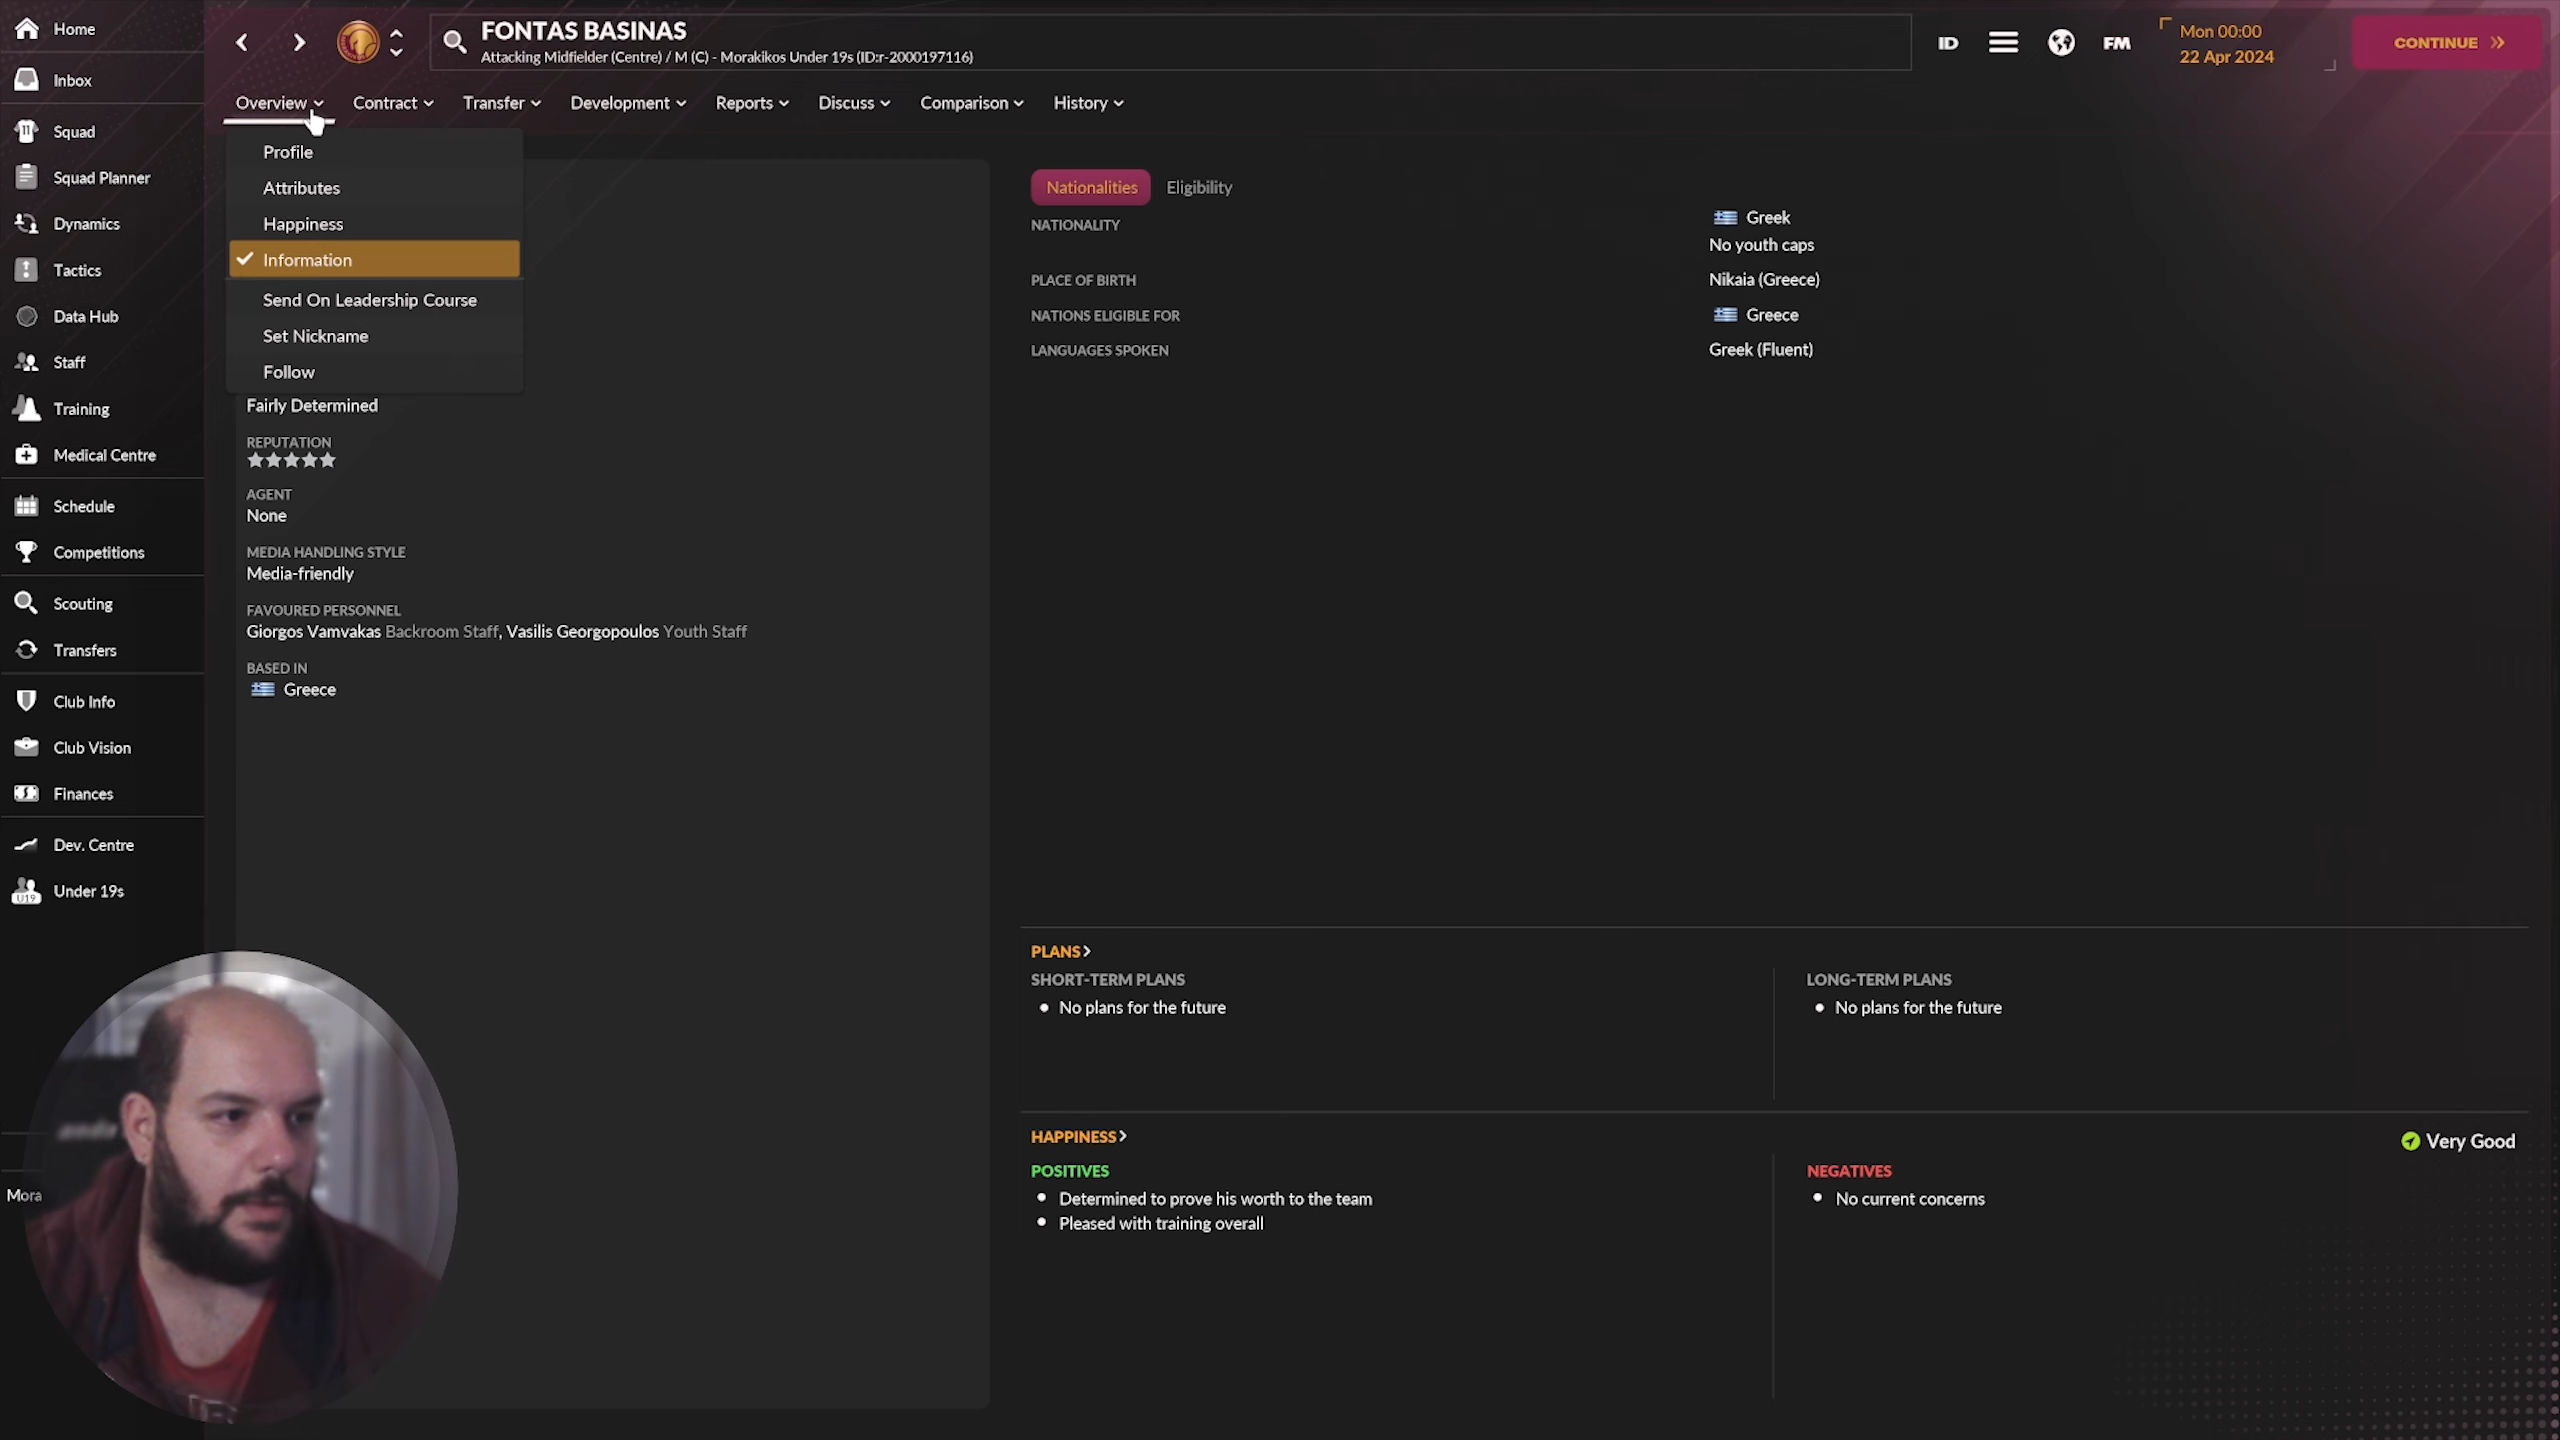 Home
Inbox
Squad
Squad Planner
Dynamics
Tactics
Data Hub
Staff
Training
Medical Centre
Schedule
Competitions
Scouting
Transfers
Club Info
Club Vision
Finances
Dev. Centre
U19 Under 19s
Mora
FONTAS BASINAS
Attacking Midfielder (Centre) / M (C) - Morakikos Under 19s (ID:r-2000197116)
ID
FM
Mon 00:00
22 Apr 2024
CONTINUE
Overview Contract Transfer Development Reports Discuss Comparison History
Profile
Attributes
Happiness
Information
Send On Leadership Course
Set Nickname
Follow
Fairly Determined
REPUTATION
AGENT
None
MEDIA HANDLING STYLE
Media-friendly
FAVOURED PERSONNEL
Giorgos Vamvakas Backroom Staff, Vasilis Georgopoulos Youth Staff
BASED IN
Greece
Nationalities Eligibility
NATIONALITY Greek
No youth caps
PLACE OF BIRTH Nikaia (Greece)
NATIONS ELIGIBLE FOR Greece
LANGUAGES SPOKEN Greek (Fluent)
PLANS
SHORT-TERM PLANS
No plans for the future
LONG-TERM PLANS
No plans for the future
HAPPINESS
Very Good
POSITIVES
Determined to prove his worth to the team
Pleased with training overall
NEGATIVES
No current concerns